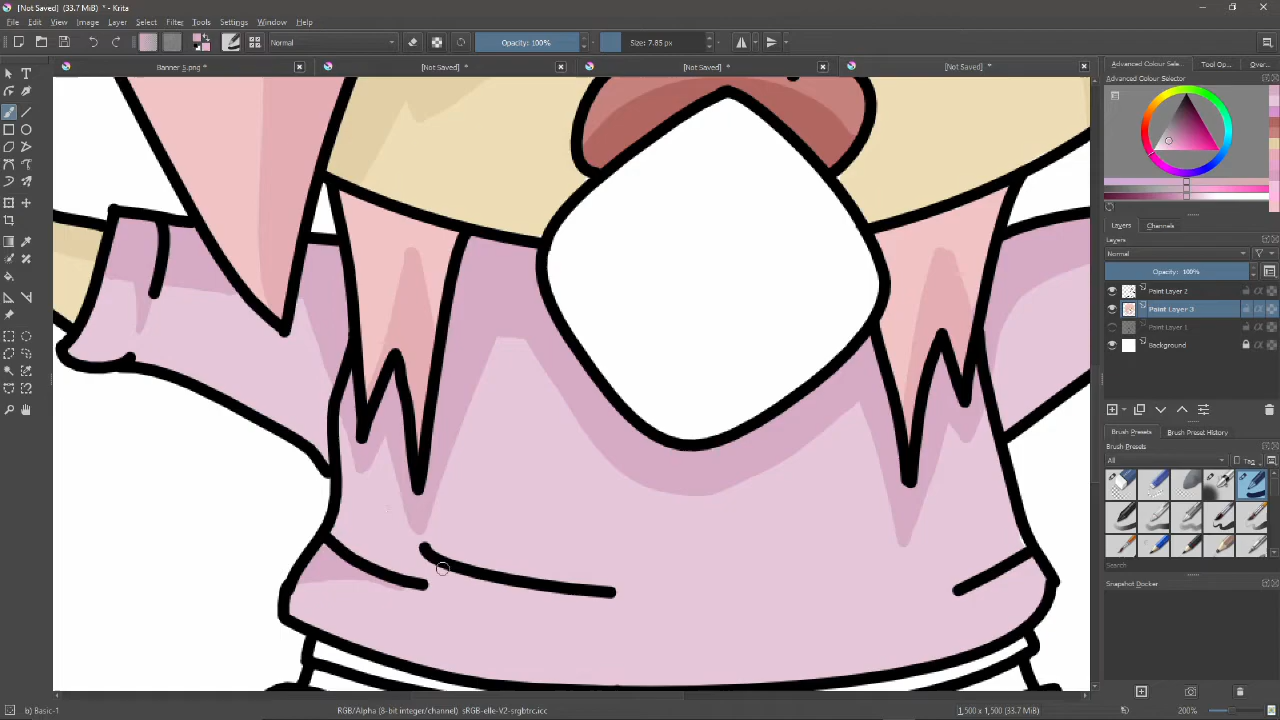 [Not Saved] (33.7 MiB) * - Krita
File Edit View Image Layer Select Filter Tools Settings Window Help
Normal Opacity: 100% Size: 7.85 px
Banner 5.png * [Not Saved] * [Not Saved] * [Not Saved] *
Advanced Colour Sele... Tool Op... Over...
Advanced Colour Selector
Layers Channels
Layers
Normal
Opacity: 100%
Paint Layer 2
Paint Layer 3
Paint Layer 1
Background
Brush Presets Brush Preset History
Brush Presets
All Tag
Search
Snapshot Docker
b) Basic-1 RGB/Alpha (8-bit integer/channel) sRGB-elle-V2-srgbtrc.icc 1,500 x 1,500 (33.7 MiB) 200%